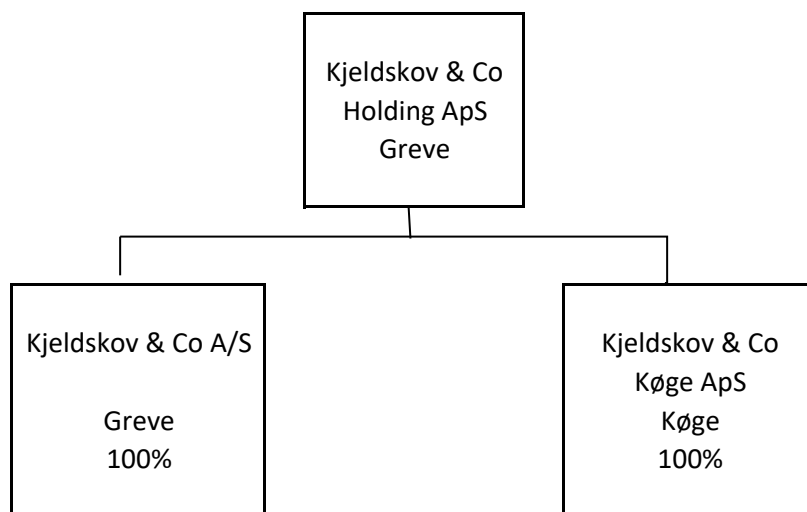 Kjeldskov & Co
Holding ApS
Greve
Kjeldskov & Co A/S
Greve
100%
Kjeldskov & Co
Køge ApS
Køge
100%